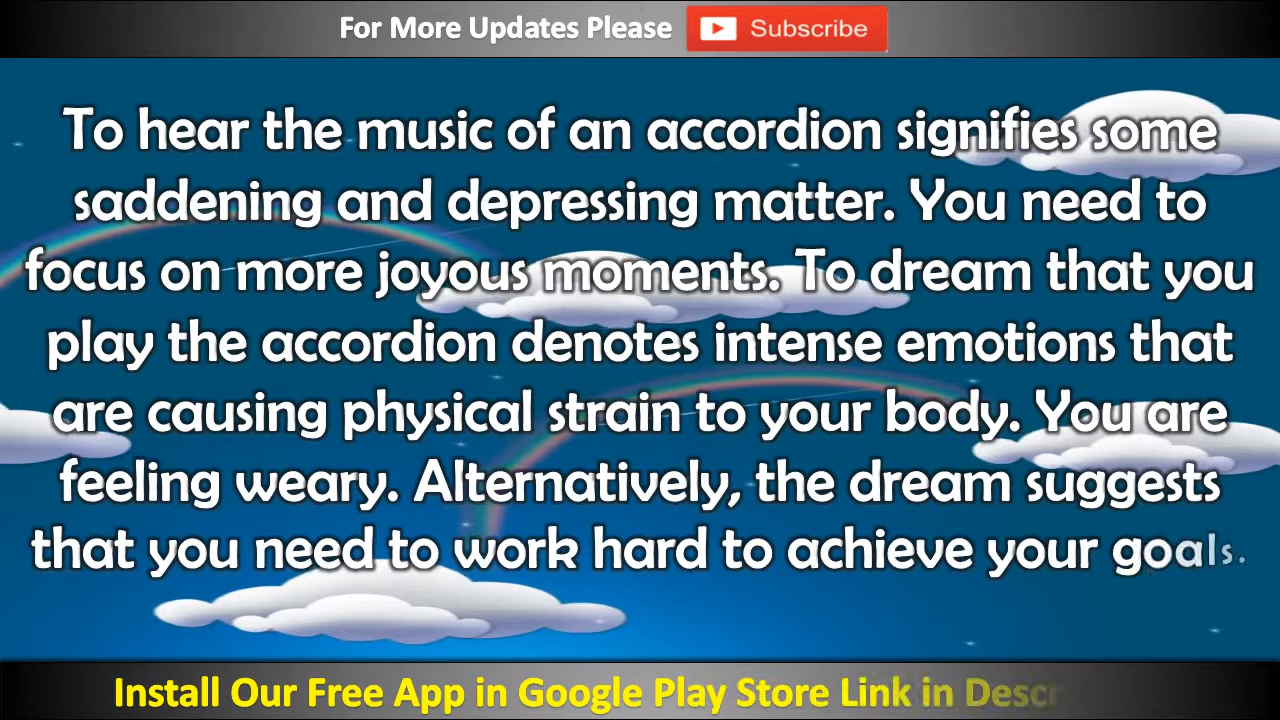 For More Updates Please Subscribe
To hear the music of an accordion signifies some
saddening and depressing matter. You need to
focus on more joyous moments. To dream that you
play the accordion denotes intense emotions that
are causing physical strain to your body. You are
feeling weary. Alternatively, the dream suggests
that you need to work hard to achieve your goals.
Install Our Free App in Google Play Store Link in Descr